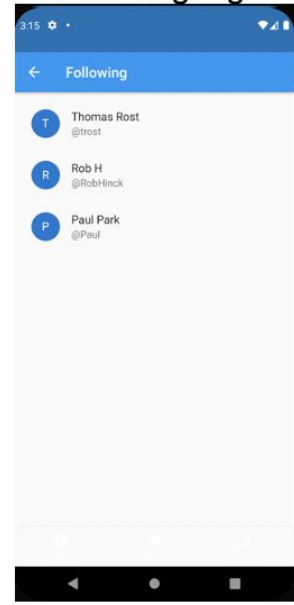 3:15
Following
T
Thomas Rost
@trost
R
Rob H
@RobHinck
P
Paul Park
@Paul